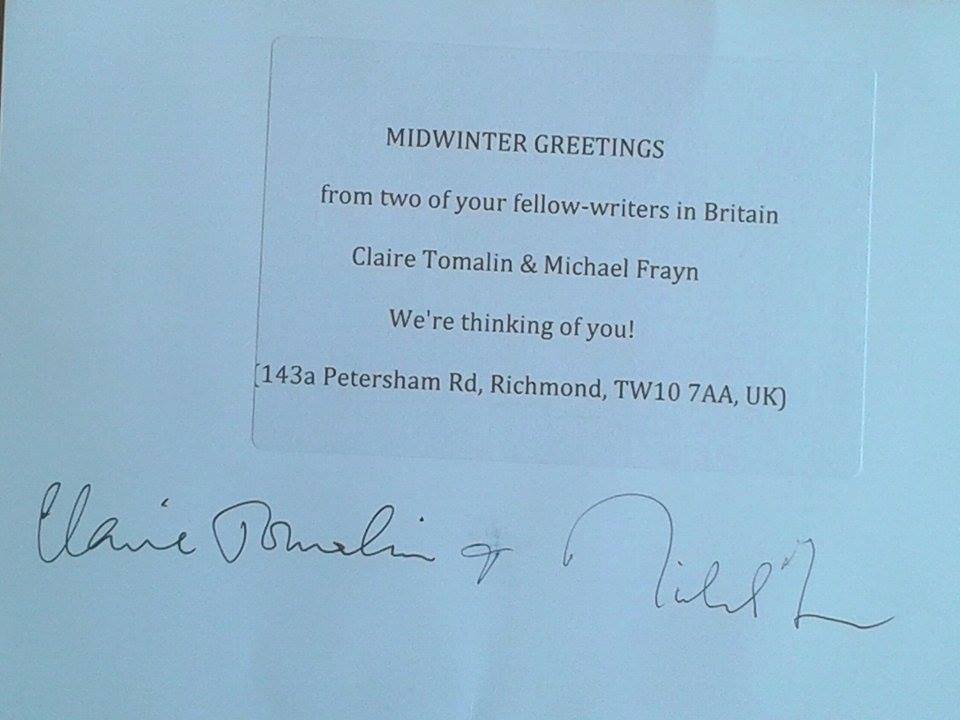 MIDWINTER GREETINGS
from two of your fellow-writers in Britain
Claire Tomalin & Michael Frayn
We're thinking of you!
(143a Petersham Rd, Richmond, TW10 7AA, UK)
Claire Tomalin & Michael